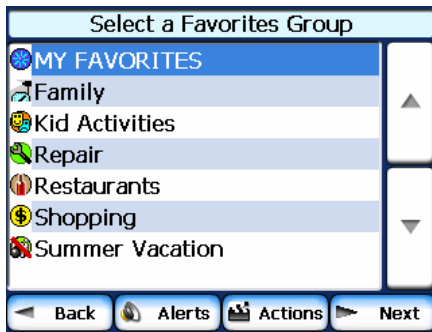 Select a Favorites Group
MY FAVORITES
Family
Kid Activities
Repair
Restaurants
Shopping
Summer Vacation
Back Alerts Actions Next